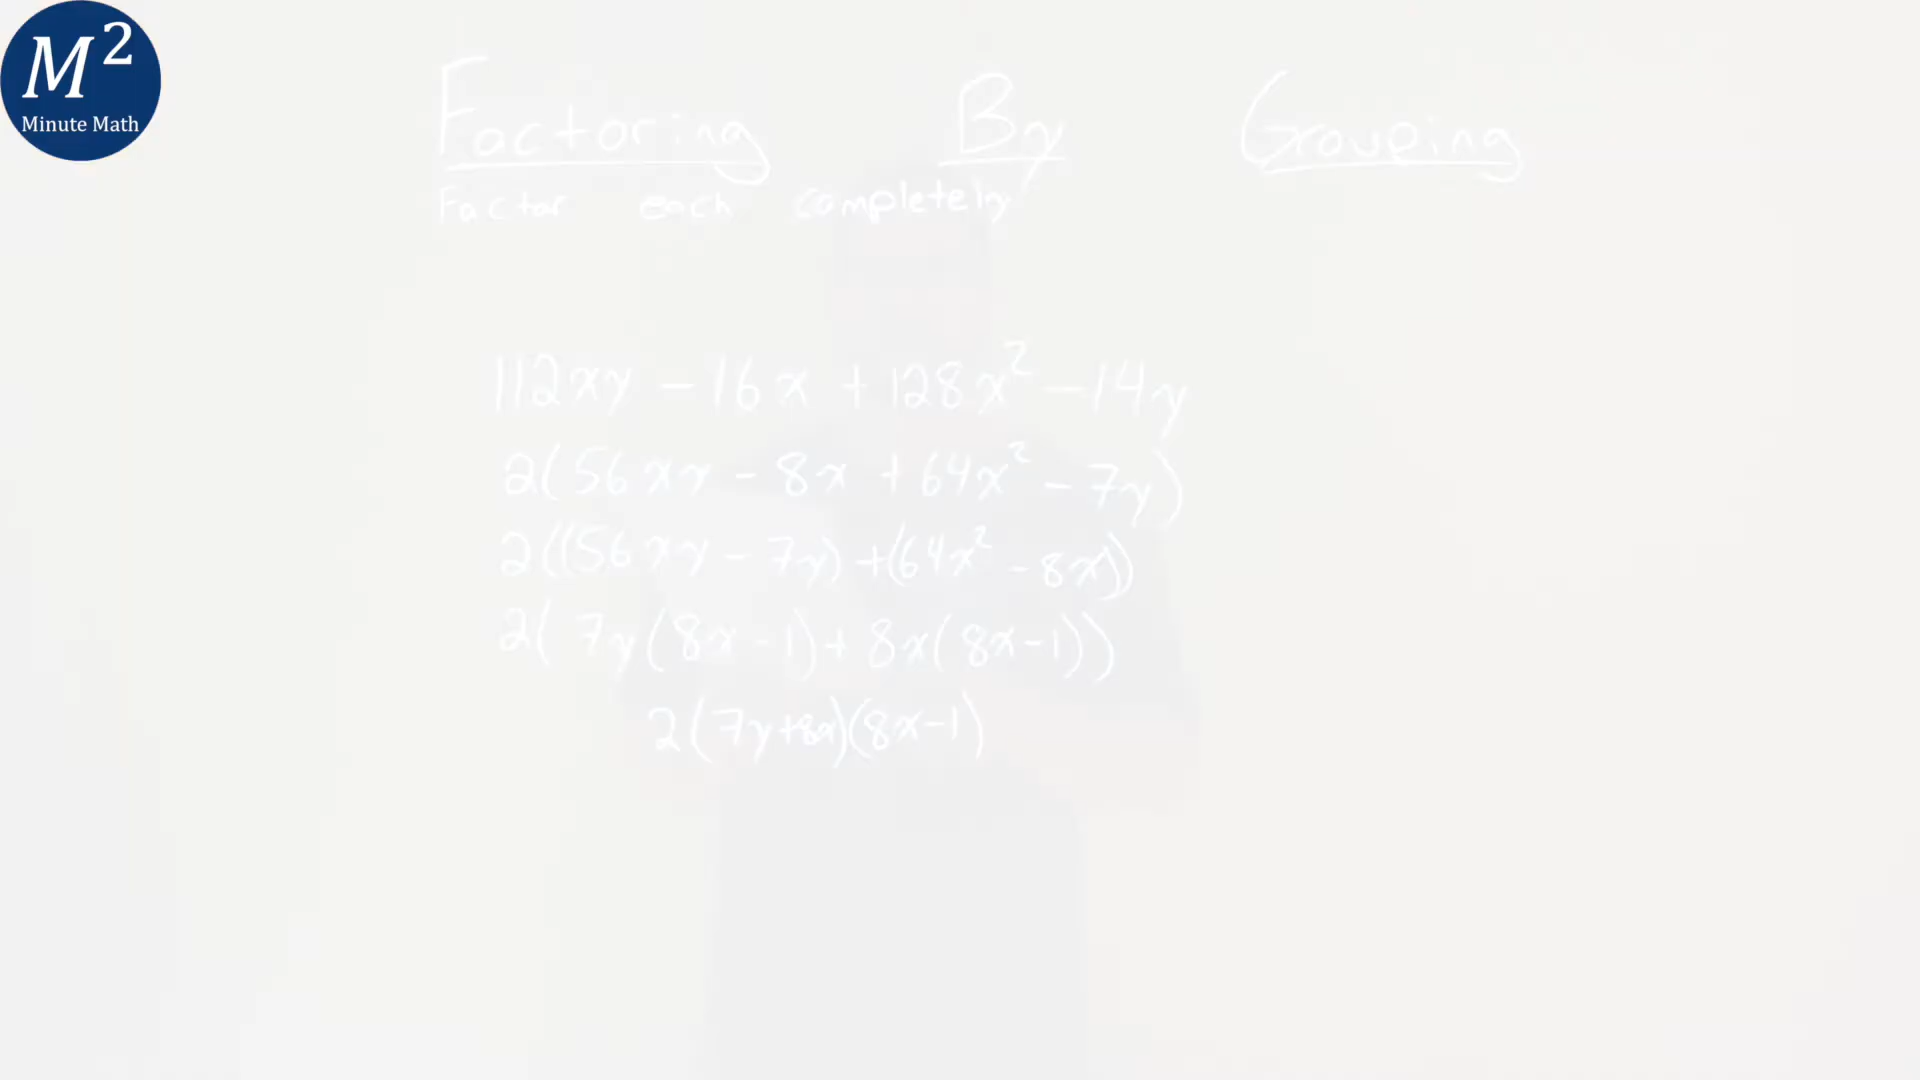 M²
Minute Math
Factoring By Grouping
Factor each completely
112xy - 16x + 128x² - 14y
2(56xy - 8x + 64x² - 7y)
2((56xy - 7y) + (64x² - 8x))
2(7y(8x - 1) + 8x(8x - 1))
2(7y+8x)(8x-1)